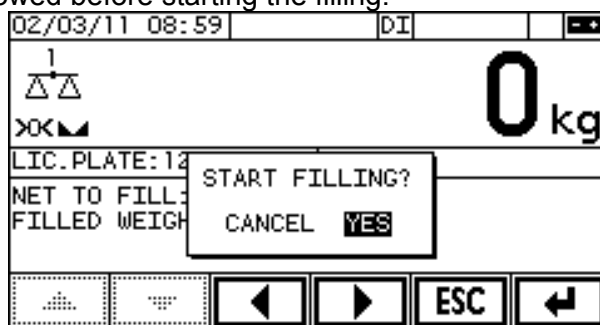 owed before starting the filling.
02/03/11 08:59 DI
1
0 kg
LIC.PLATE:12
START FILLING?
NET TO FILL:
FILLED WEIGH
CANCEL YES
ESC